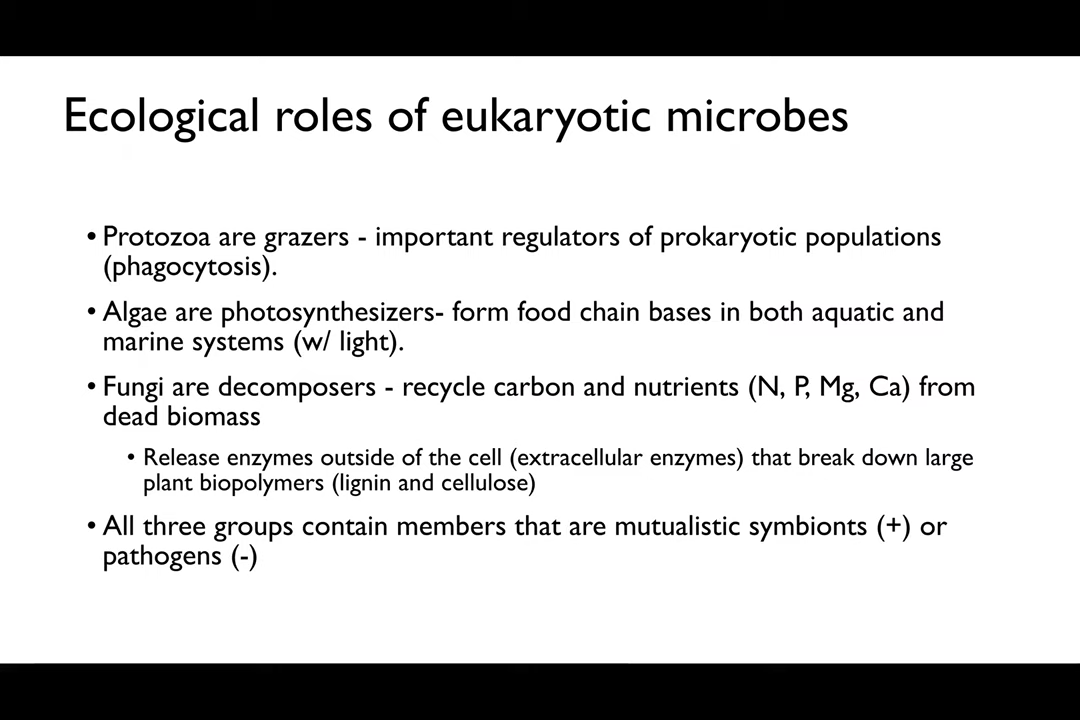 Ecological roles of eukaryotic microbes
• Protozoa are grazers - important regulators of prokaryotic populations
(phagocytosis).
• Algae are photosynthesizers- form food chain bases in both aquatic and
marine systems (w/ light).
• Fungi are decomposers - recycle carbon and nutrients (N, P, Mg, Ca) from
dead biomass
• Release enzymes outside of the cell (extracellular enzymes) that break down large
plant biopolymers (lignin and cellulose)
• All three groups contain members that are mutualistic symbionts (+) or
pathogens (-)